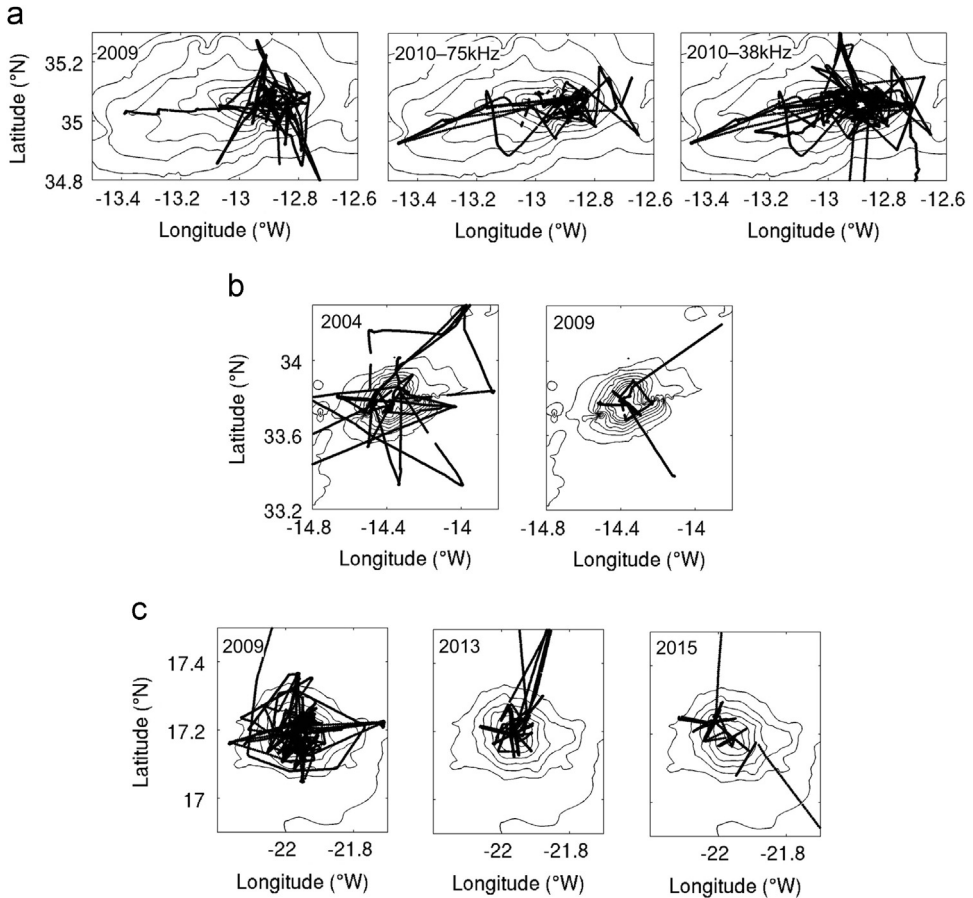 a
2009
2010–75kHz
2010–38kHz
35.2
35
34.8
Latitude (°N)
-13.4 -13.2 -13 -12.8 -12.6
-13.4 -13.2 -13 -12.8 -12.6
-13.4 -13.2 -13 -12.8 -12.6
Longitude (°W)
Longitude (°W)
Longitude (°W)
b
2004
2009
34
33.6
33.2
Latitude (°N)
-14.8 -14.4 -14
-14.8 -14.4 -14
Longitude (°W)
Longitude (°W)
c
2009
2013
2015
17.4
17.2
17
Latitude (°N)
-22 -21.8
-22 -21.8
-22 -21.8
Longitude (°W)
Longitude (°W)
Longitude (°W)